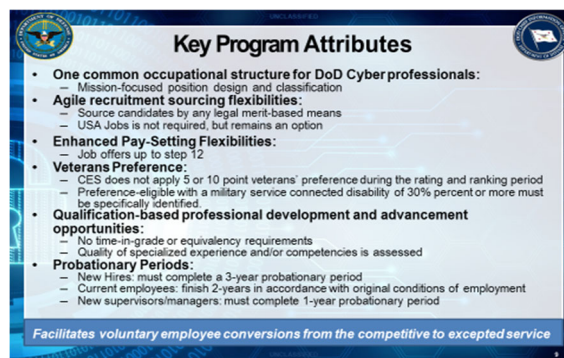 UNCLASSIFIED
Key Program Attributes
• One common occupational structure for DoD Cyber professionals:
– Mission-focused position design and classification
• Agile recruitment sourcing flexibilities:
– Source candidates by any legal merit-based means
– USA Jobs is not required, but remains an option
• Enhanced Pay-Setting Flexibilities:
– Job offers up to step 12
• Veterans Preference:
– CES does not apply 5 or 10 point veterans' preference during the rating and ranking period
– Preference-eligible with a military service connected disability of 30% percent or more must
be specifically identified.
• Qualification-based professional development and advancement
opportunities:
– No time-in-grade or equivalency requirements
– Quality of specialized experience and/or competencies is assessed
• Probationary Periods:
– New Hires: must complete a 3-year probationary period
– Current employees: finish 2-years in accordance with original conditions of employment
– New supervisors/managers: must complete 1-year probationary period
Facilitates voluntary employee conversions from the competitive to excepted service
9